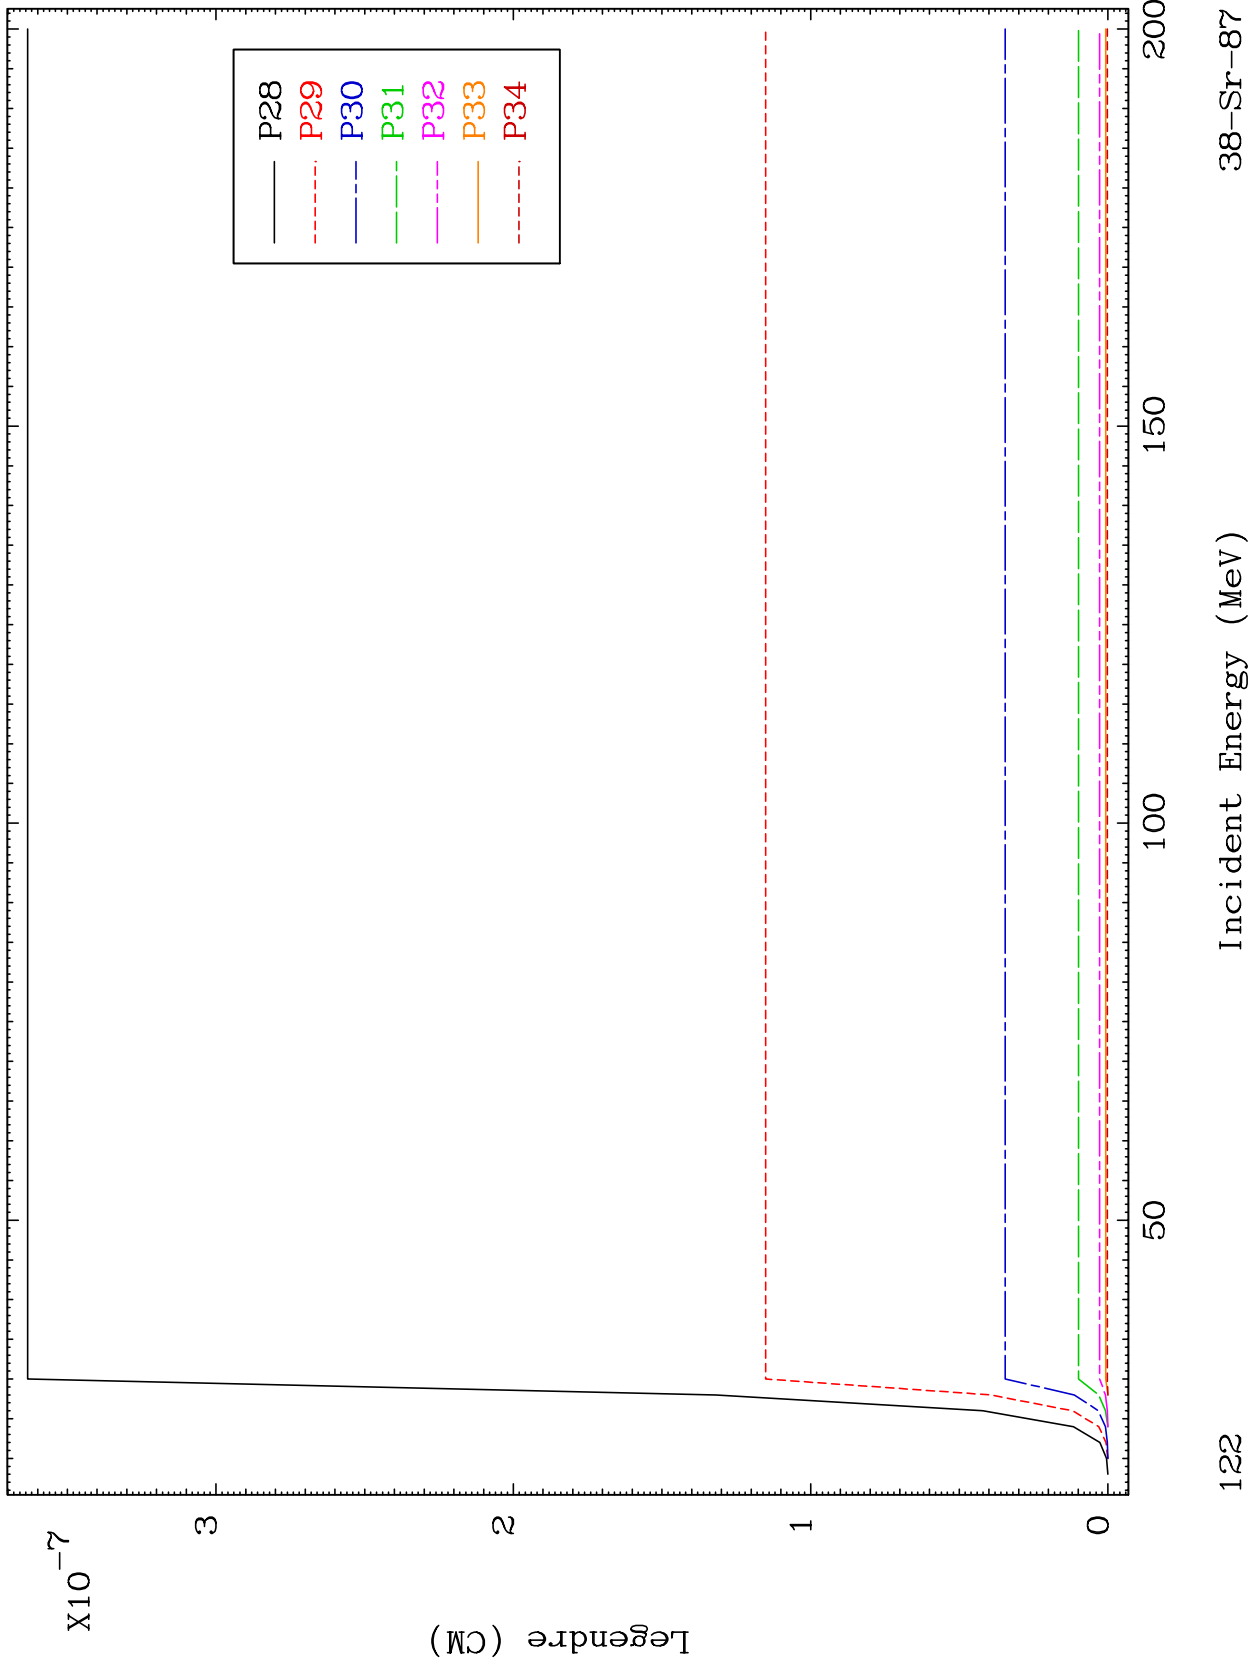 X10-7
3
2
1
0
Legendre (CM)
P28
P29
P30
P31
P32
P33
P34
50
100
150
200
122
Incident Energy (MeV)
38-Sr-87